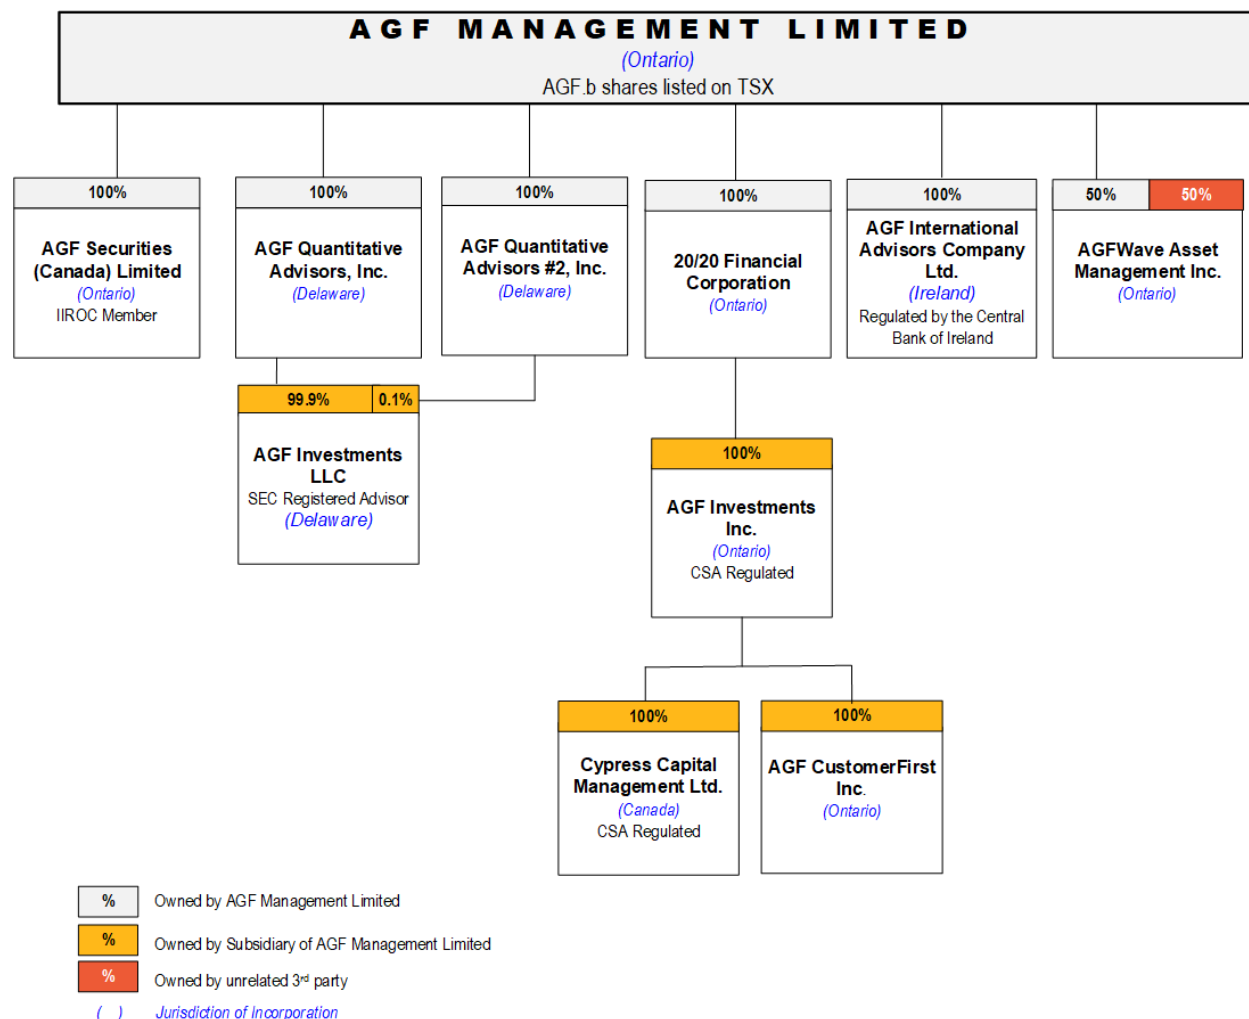 AGF MANAGEMENT LIMITED
(Ontario)
AGF.b shares listed on TSX
100%
AGF Securities
(Canada) Limited
(Ontario)
IIROC Member
100%
AGF Quantitative
Advisors, Inc.
(Delaware)
100%
AGF Quantitative
Advisors #2, Inc.
(Delaware)
100%
20/20 Financial
Corporation
(Ontario)
100%
AGF International
Advisors Company
Ltd.
(Ireland)
Regulated by the Central
Bank of Ireland
50%
50%
AGFWave Asset
Management Inc.
(Ontario)
99.9%
0.1%
AGF Investments
LLC
SEC Registered Advisor
(Delaware)
100%
AGF Investments
Inc.
(Ontario)
CSA Regulated
100%
Cypress Capital
Management Ltd.
(Canada)
CSA Regulated
100%
AGF CustomerFirst
Inc.
(Ontario)
% Owned by AGF Management Limited
% Owned by Subsidiary of AGF Management Limited
% Owned by unrelated 3rd party
( ) Jurisdiction of Incorporation